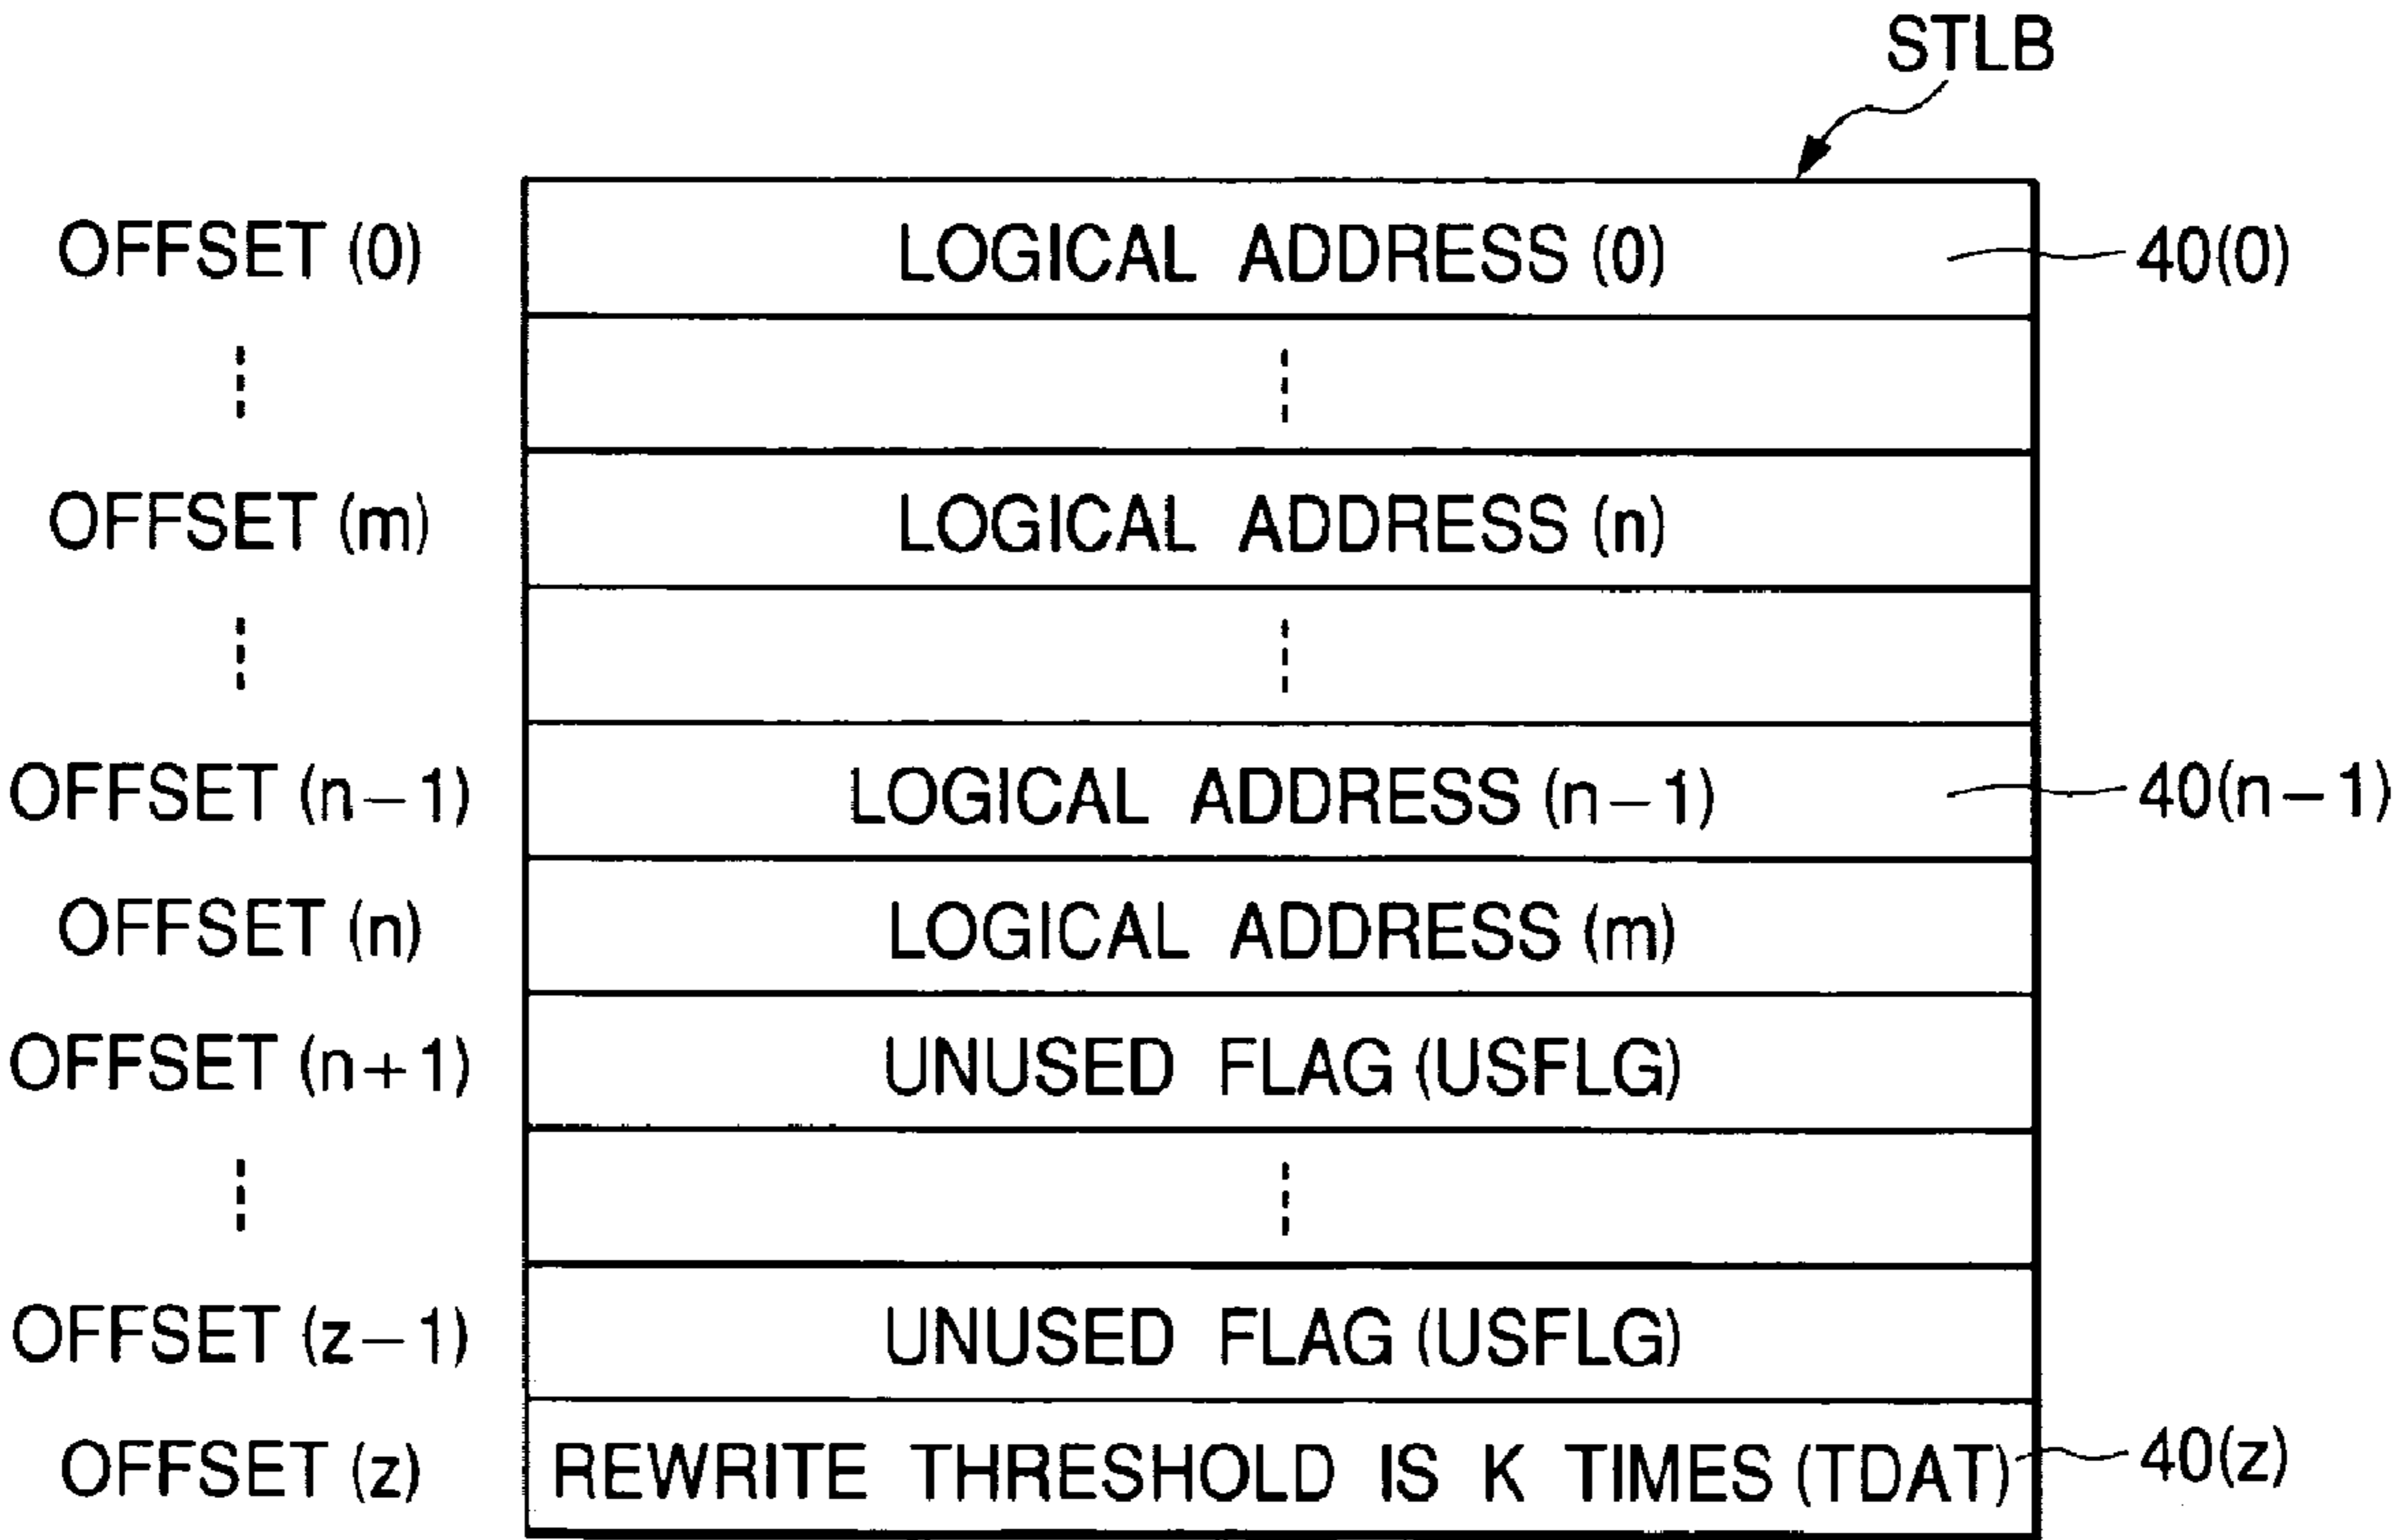 STLB
OFFSET (0) LOGICAL ADDRESS (0) 40(0)
OFFSET (m) LOGICAL ADDRESS (n)
OFFSET (n−1) LOGICAL ADDRESS (n−1) 40(n−1)
OFFSET (n) LOGICAL ADDRESS (m)
OFFSET (n+1) UNUSED FLAG (USFLG)
OFFSET (z−1) UNUSED FLAG (USFLG)
OFFSET (z) REWRITE THRESHOLD IS K TIMES (TDAT) 40(z)